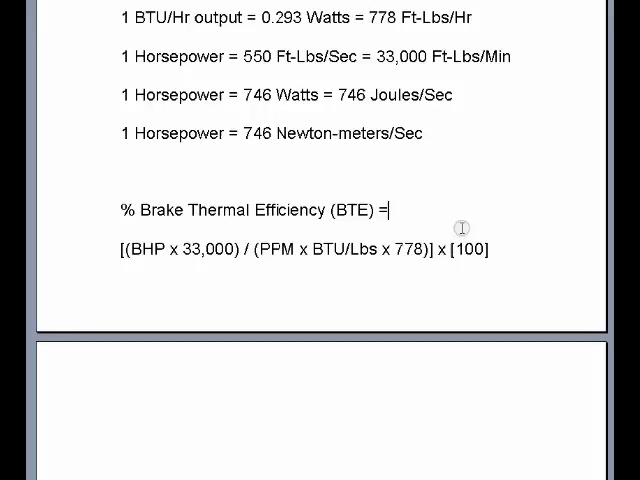 1 BTU/Hr output = 0.293 Watts = 778 Ft-Lbs/Hr
1 Horsepower = 550 Ft-Lbs/Sec = 33,000 Ft-Lbs/Min
1 Horsepower = 746 Watts = 746 Joules/Sec
1 Horsepower = 746 Newton-meters/Sec
% Brake Thermal Efficiency (BTE) =
[(BHP x 33,000) / (PPM x BTU/Lbs x 778)] x [100]